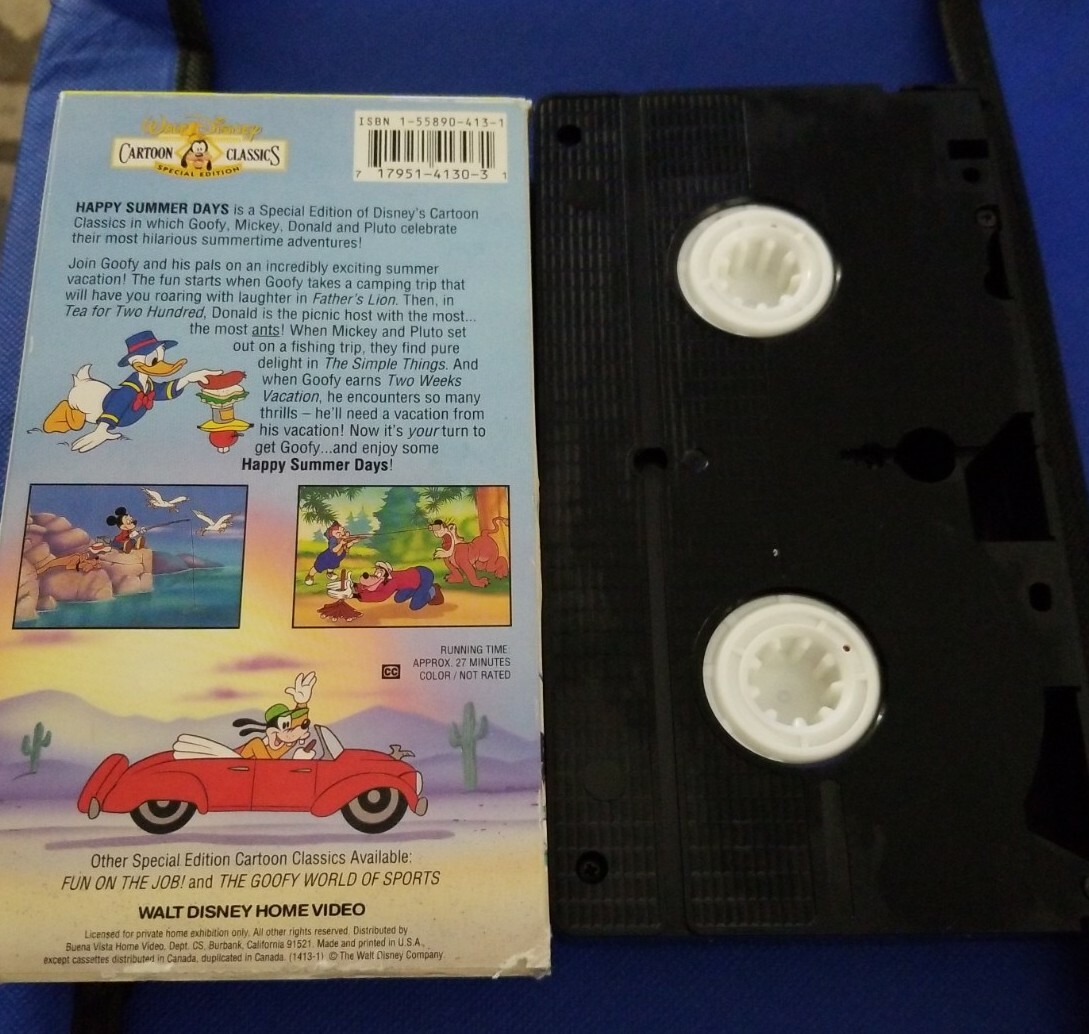 Walt Disney
CARTOON CLASSICS
SPECIAL EDITION
ISBN 1-55890-413-1
7 17951-4130-3 1
HAPPY SUMMER DAYS is a Special Edition of Disney's Cartoon
Classics in which Goofy, Mickey, Donald and Pluto celebrate
their most hilarious summertime adventures!
Join Goofy and his pals on an incredibly exciting summer
vacation! The fun starts when Goofy takes a camping trip that
will have you roaring with laughter in Father's Lion. Then, in
Tea for Two Hundred, Donald is the picnic host with the most...
the most ants! When Mickey and Pluto set
out on a fishing trip, they find pure
delight in The Simple Things. And
when Goofy earns Two Weeks
Vacation, he encounters so many
thrills – he'll need a vacation from
his vacation! Now it's your turn to
get Goofy...and enjoy some
Happy Summer Days!
CC
RUNNING TIME
APPROX. 27 MINUTES
COLOR / NOT RATED
Other Special Edition Cartoon Classics Available:
FUN ON THE JOB! and THE GOOFY WORLD OF SPORTS
WALT DISNEY HOME VIDEO
Licensed for private home exhibition only. All other rights reserved. Distributed by
Buena Vista Home Video, Dept. CS, Burbank, California 91521. Made and printed in U.S.A.,
except cassettes distributed in Canada, duplicated in Canada. (1413-1) © The Walt Disney Company